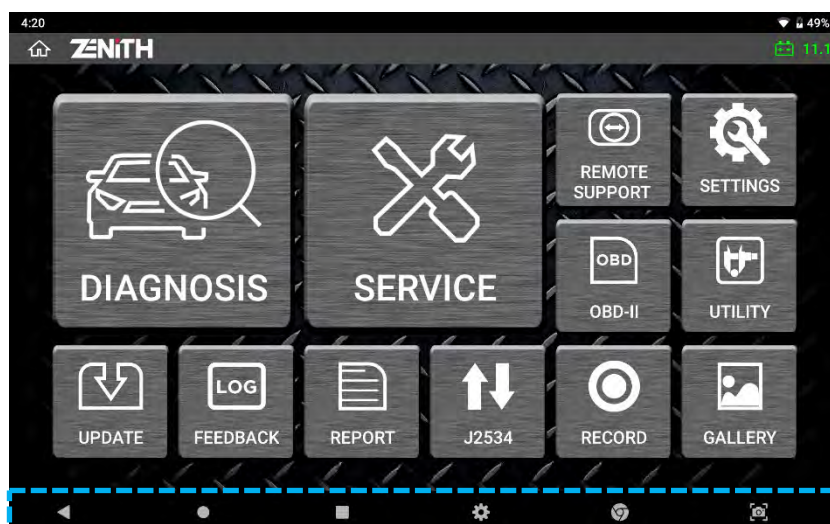 4:20
49%
ZENITH
11.1
DIAGNOSIS
SERVICE
REMOTE
SUPPORT
SETTINGS
OBD
OBD-II
UTILITY
UPDATE
LOG
FEEDBACK
REPORT
J2534
RECORD
GALLERY